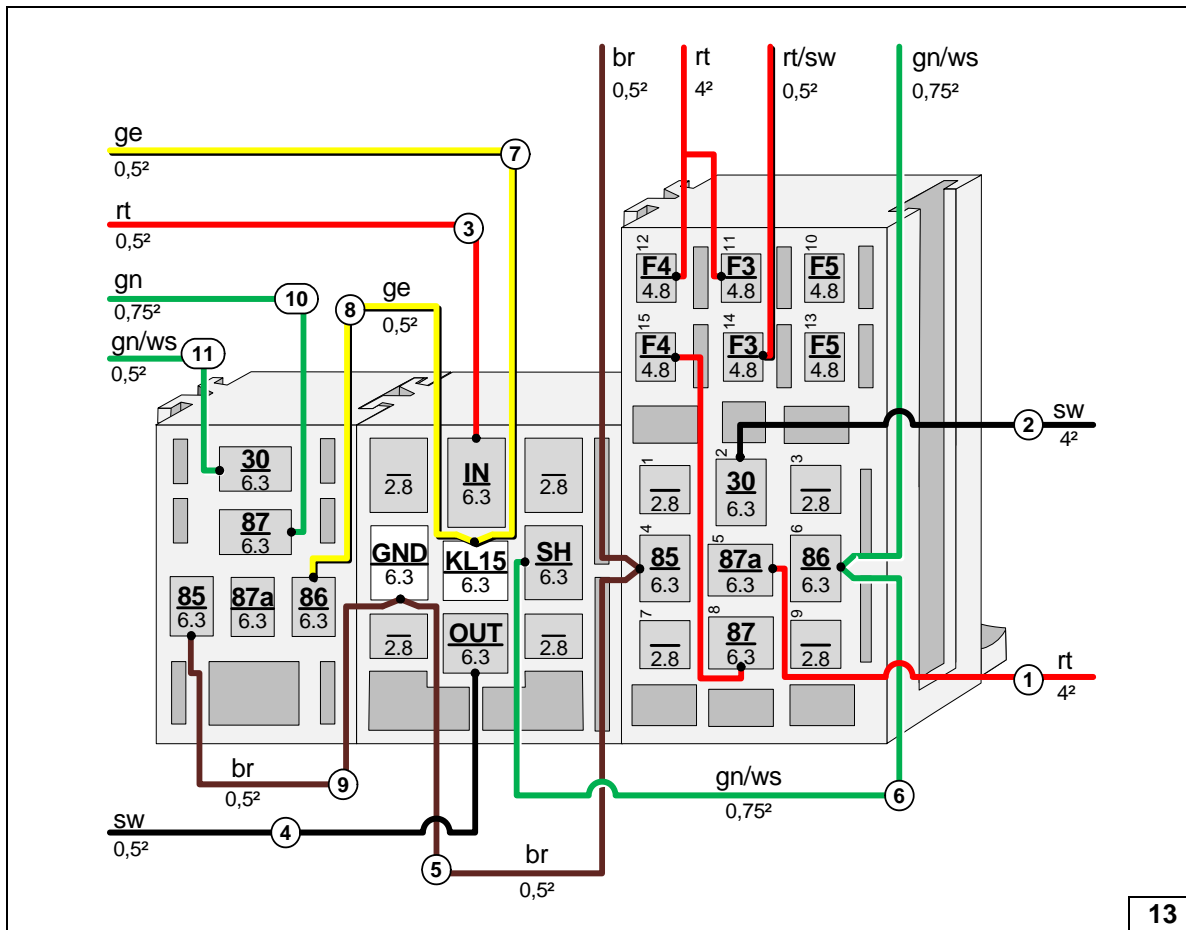 br
0,5²
rt
4²
rt/sw
0,5²
gn/ws
0,75²
ge
0,5²
7
rt
0,5²
3
gn
0,75²
10
8
ge
0,5²
gn/ws
0,5²
11
12
F4
4.8
11
F3
4.8
10
F5
4.8
15
F4
4.8
14
F3
4.8
13
F5
4.8
2
sw
4²
30
6.3
87
6.3
85
6.3
87a
6.3
86
6.3
2.8
IN
6.3
2.8
GND
6.3
KL15
6.3
SH
6.3
2.8
OUT
6.3
2.8
1
2.8
2
30
6.3
3
2.8
4
85
6.3
5
87a
6.3
6
86
6.3
7
2.8
8
87
6.3
9
2.8
1
rt
4²
br
0,5²
9
gn/ws
0,75²
6
sw
0,5²
4
5
br
0,5²
13